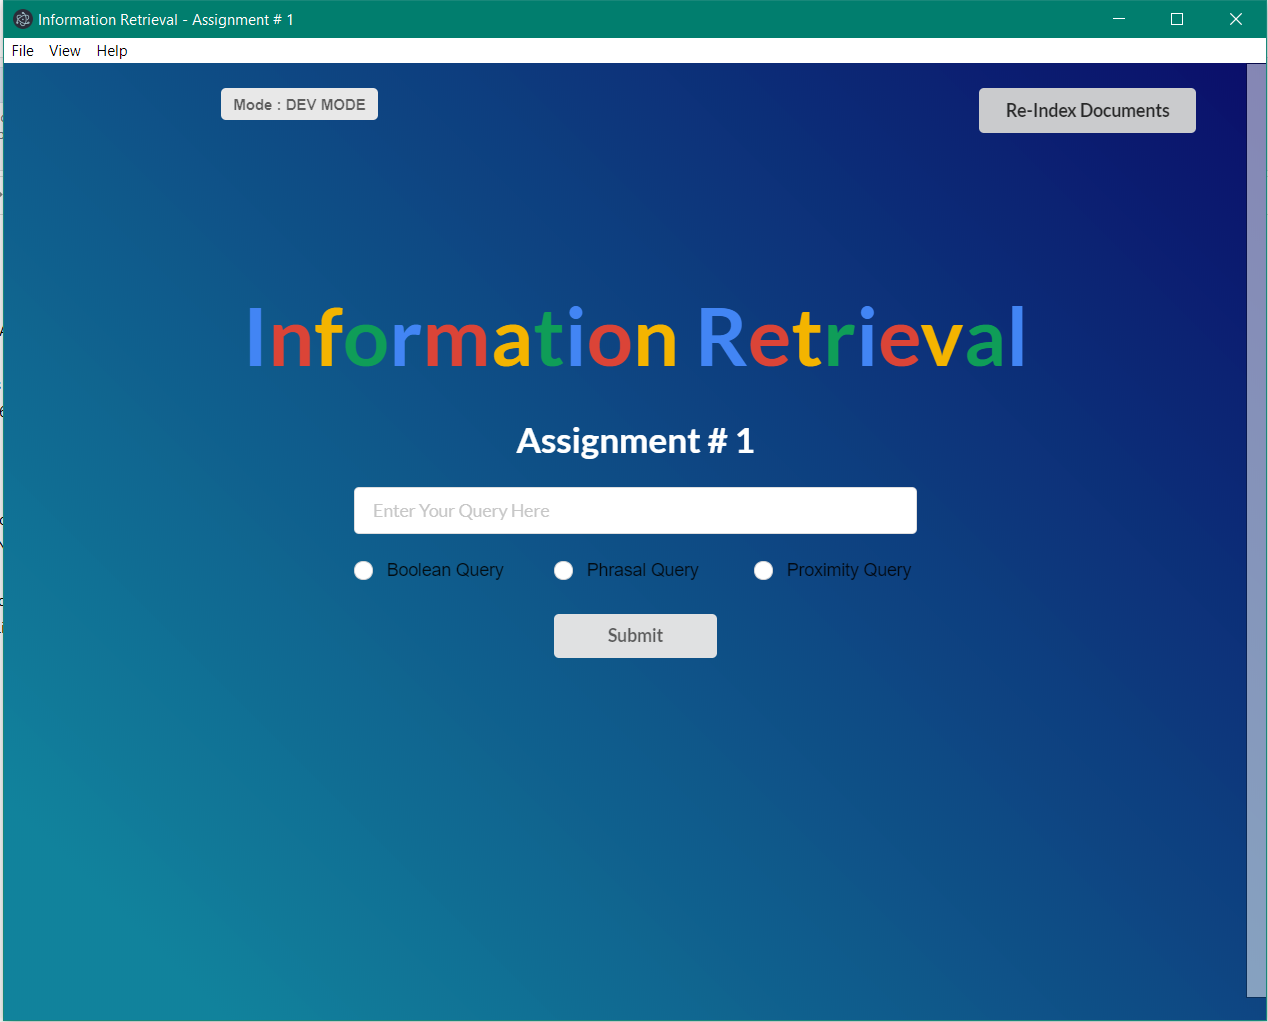 Information Retrieval - Assignment # 1
File View Help
Mode : DEV MODE
Re-Index Documents
Information Retrieval
Assignment # 1
Enter Your Query Here
Boolean Query Phrasal Query Proximity Query
Submit